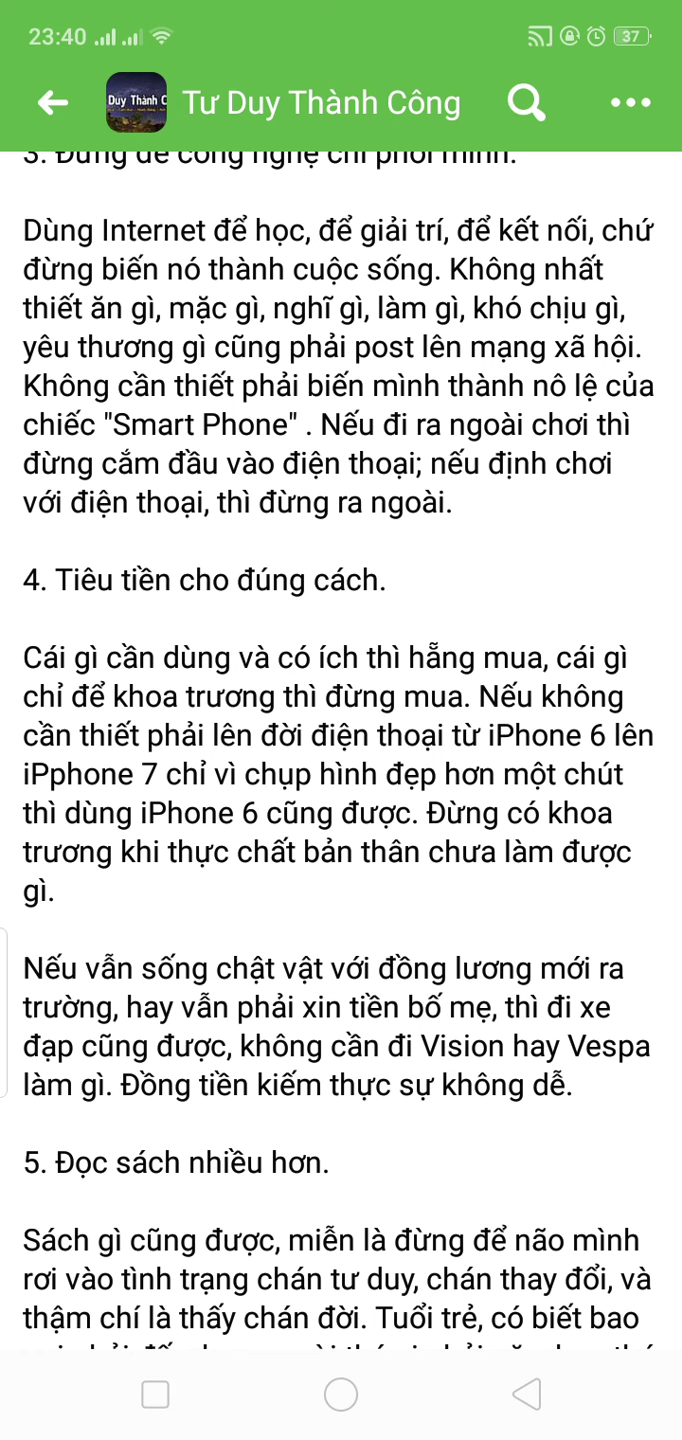 23:40
37
Duy Thành C
Tư Duy Thành Công
3. Đừng để công nghệ chi phối mình.
Dùng Internet để học, để giải trí, để kết nối, chứ
đừng biến nó thành cuộc sống. Không nhất
thiết ăn gì, mặc gì, nghĩ gì, làm gì, khó chịu gì,
yêu thương gì cũng phải post lên mạng xã hội.
Không cần thiết phải biến mình thành nô lệ của
chiếc "Smart Phone" . Nếu đi ra ngoài chơi thì
đừng cắm đầu vào điện thoại; nếu định chơi
với điện thoại, thì đừng ra ngoài.
4. Tiêu tiền cho đúng cách.
Cái gì cần dùng và có ích thì hẵng mua, cái gì
chỉ để khoa trương thì đừng mua. Nếu không
cần thiết phải lên đời điện thoại từ iPhone 6 lên
iPphone 7 chỉ vì chụp hình đẹp hơn một chút
thì dùng iPhone 6 cũng được. Đừng có khoa
trương khi thực chất bản thân chưa làm được
gì.
Nếu vẫn sống chật vật với đồng lương mới ra
trường, hay vẫn phải xin tiền bố mẹ, thì đi xe
đạp cũng được, không cần đi Vision hay Vespa
làm gì. Đồng tiền kiếm thực sự không dễ.
5. Đọc sách nhiều hơn.
Sách gì cũng được, miễn là đừng để não mình
rơi vào tình trạng chán tư duy, chán thay đổi, và
thậm chí là thấy chán đời. Tuổi trẻ, có biết bao